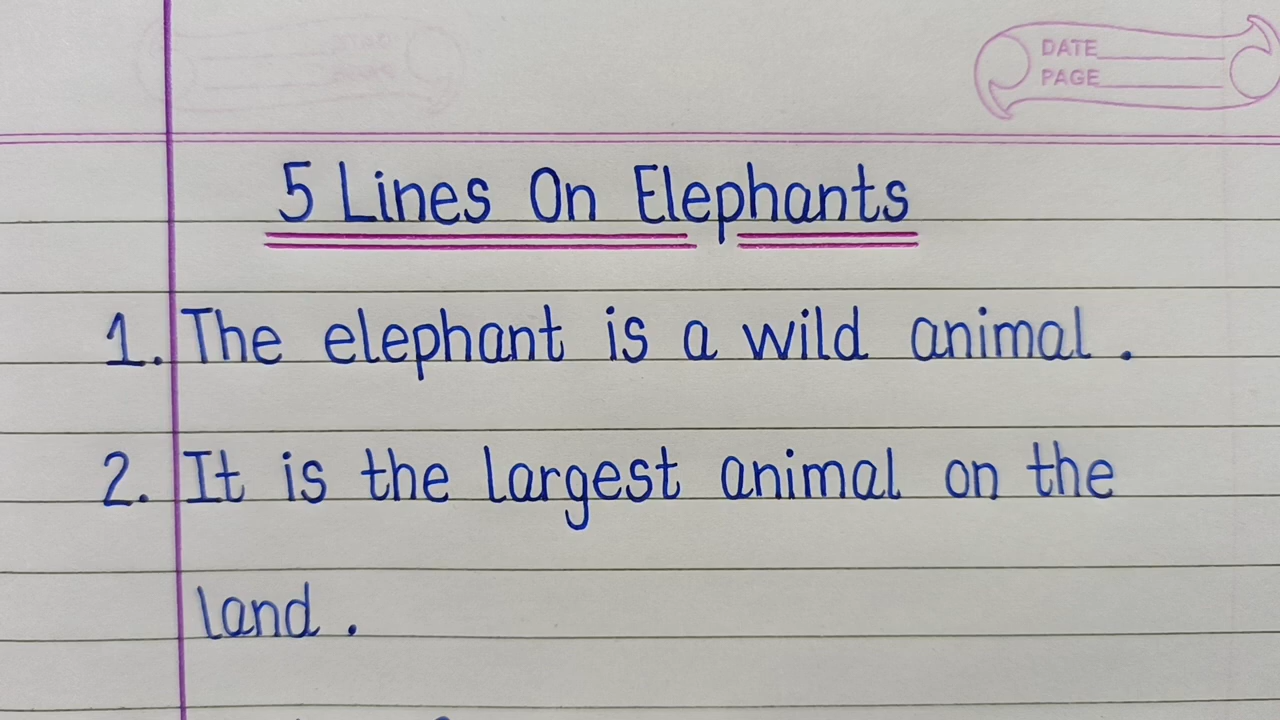 DATE
PAGE
5 Lines On Elephants
1. The elephant is a wild animal.
2. It is the largest animal on the
land.